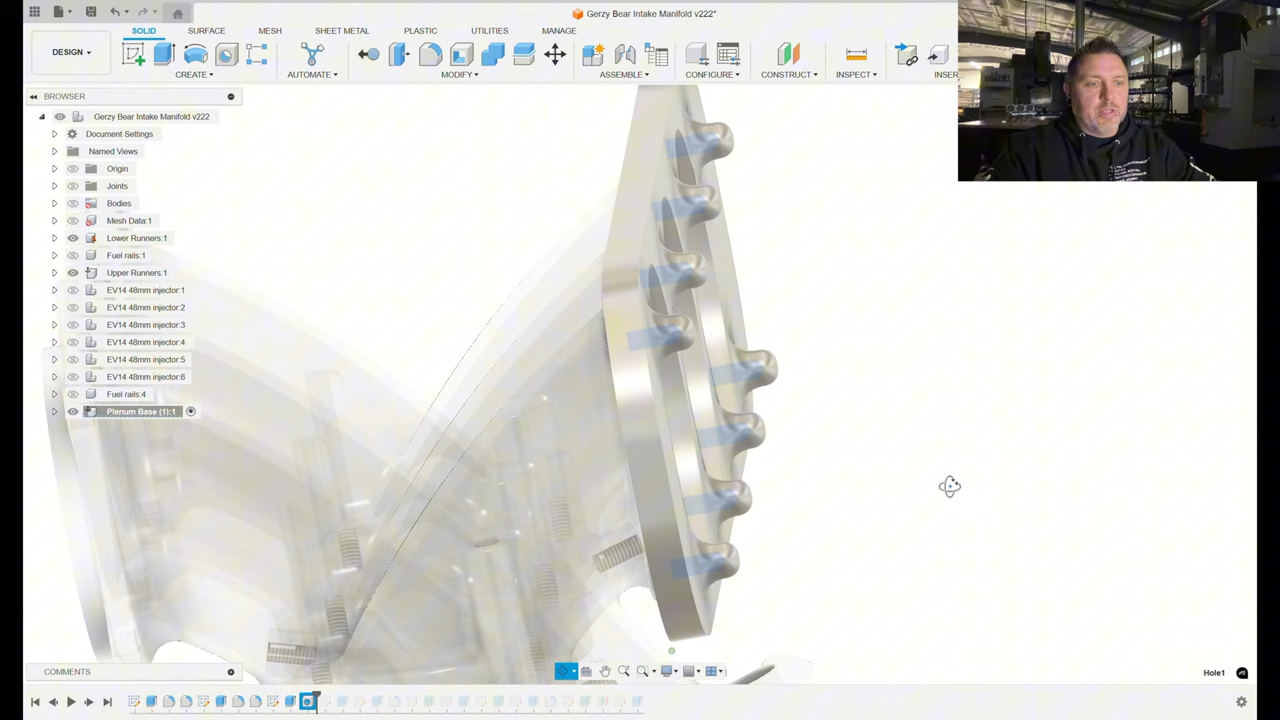 Gerzy Bear Intake Manifold v222*
SOLID SURFACE SHEET METAL MESH PLASTIC UTILITIES MANAGE
DESIGN
CREATE AUTOMATE MODIFY ASSEMBLE CONFIGURE CONSTRUCT INSPECT INSER
BROWSER
Gerzy Bear Intake Manifold v222
Document Settings
Named Views
Origin
Joints
Bodies
Mesh Data:1
Lower Runners:1
Fuel rails:1
Upper Runners:1
EV14 48mm injector:1
EV14 48mm injector:2
EV14 48mm injector:3
EV14 48mm injector:4
EV14 48mm injector:5
EV14 48mm injector:6
Fuel rails:4
Plenum Base (1):1
COMMENTS
Hole1